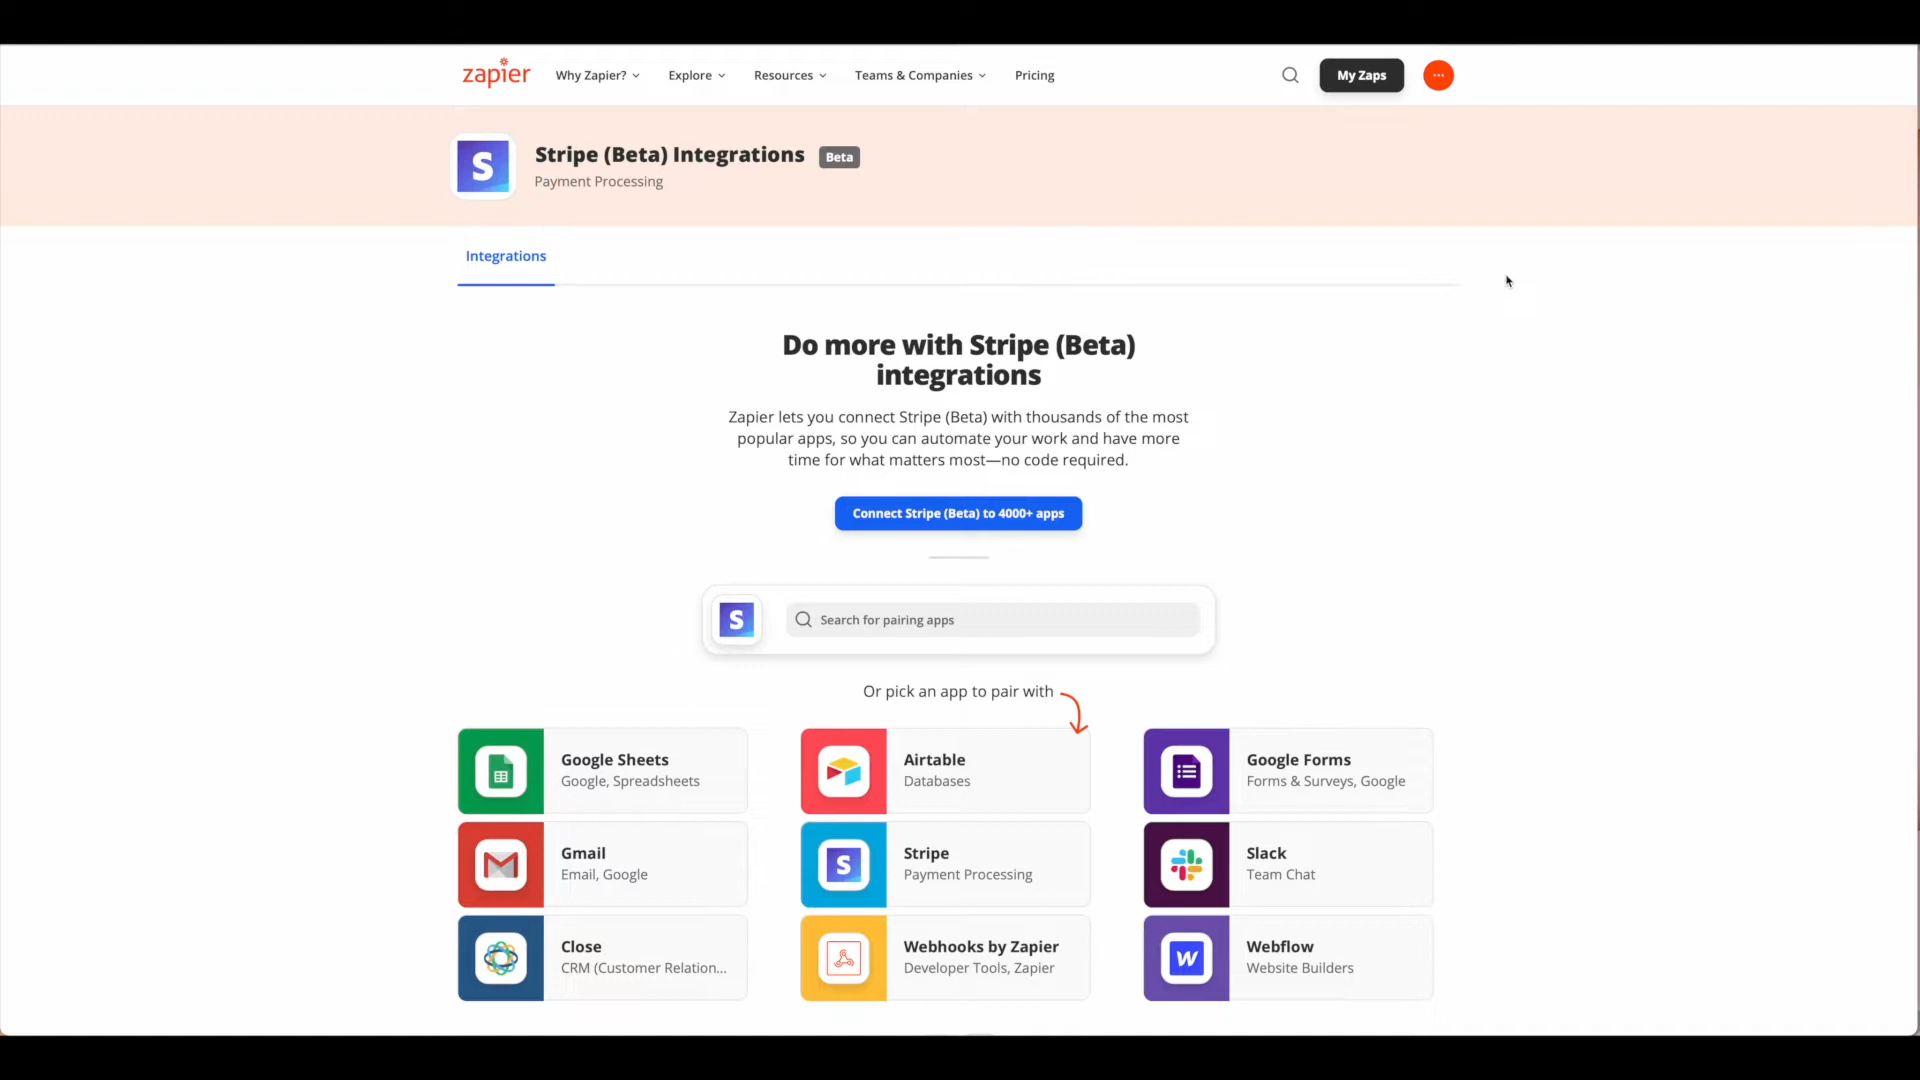 zapier
Why Zapier?
Explore
Resources
Teams & Companies
Pricing
My Zaps
S
Stripe (Beta) Integrations
Beta
Payment Processing
Integrations
Do more with Stripe (Beta)
integrations
Zapier lets you connect Stripe (Beta) with thousands of the most
popular apps, so you can automate your work and have more
time for what matters most—no code required.
Connect Stripe (Beta) to 4000+ apps
S
Search for pairing apps
Or pick an app to pair with
Google Sheets
Google, Spreadsheets
Airtable
Databases
Google Forms
Forms & Surveys, Google
Gmail
Email, Google
S
Stripe
Payment Processing
Slack
Team Chat
Close
CRM (Customer Relation...
Webhooks by Zapier
Developer Tools, Zapier
W
Webflow
Website Builders